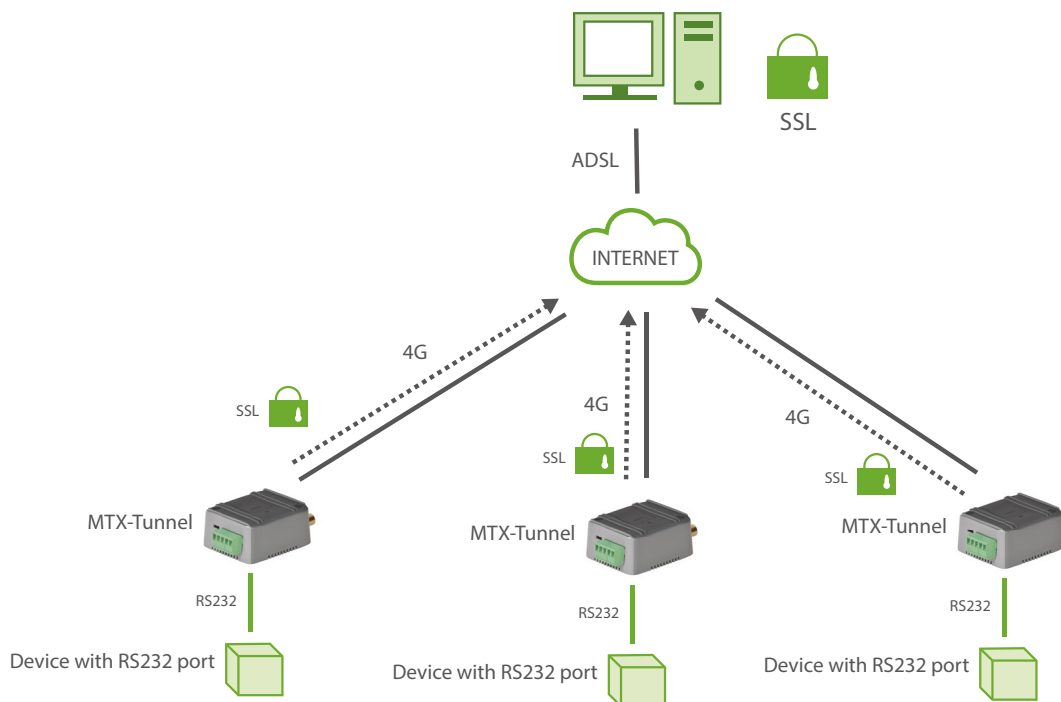 SSL
ADSL
INTERNET
4G
4G
4G
SSL
SSL
SSL
MTX-Tunnel
MTX-Tunnel
MTX-Tunnel
RS232
RS232
RS232
Device with RS232 port
Device with RS232 port
Device with RS232 port